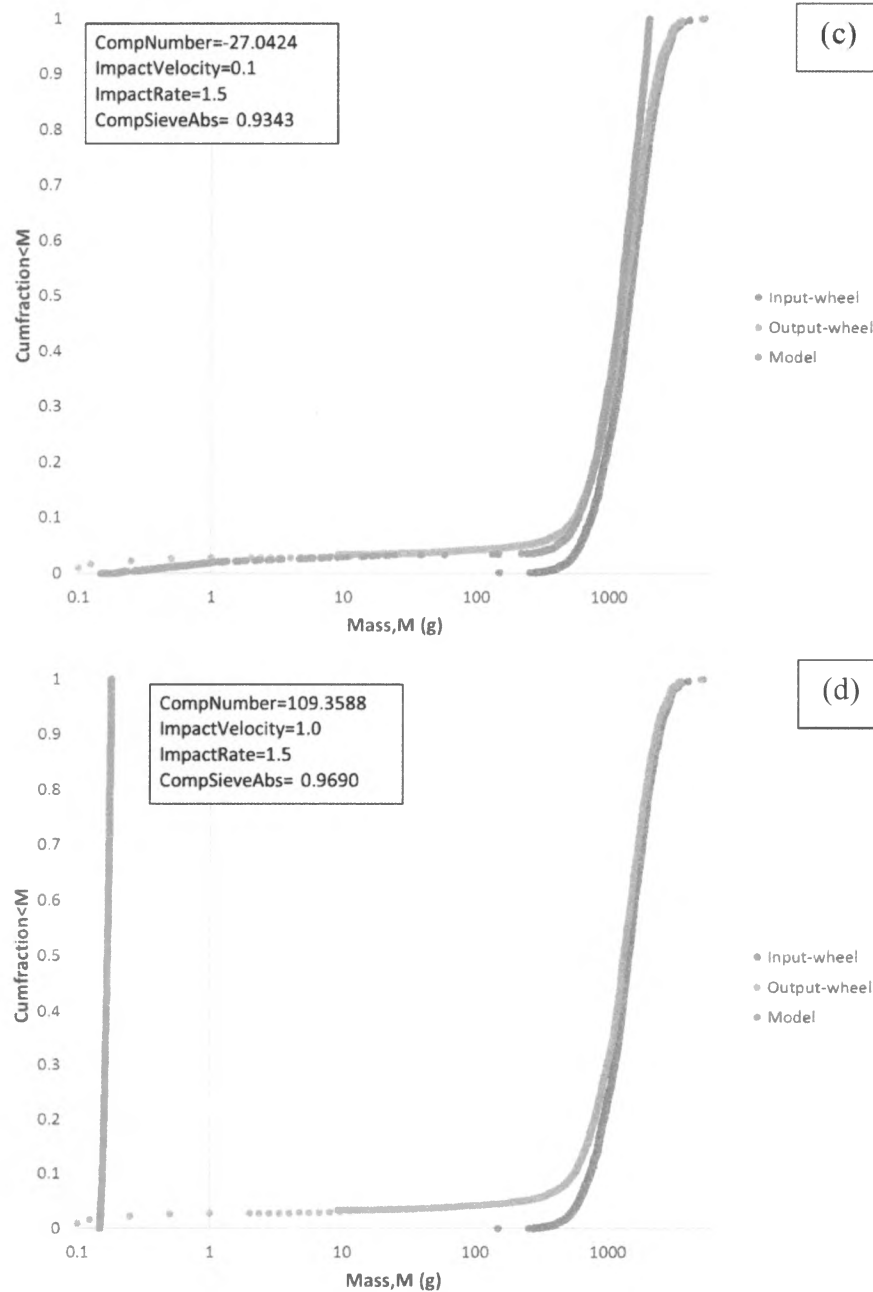 (c)
CompNumber=-27.0424
ImpactVelocity=0.1
ImpactRate=1.5
CompSieveAbs= 0.9343
Cumfraction<M
1
0.9
0.8
0.7
0.6
0.5
0.4
0.3
0.2
0.1
0
0.1 1 10 100 1000
Mass,M (g)
Input-wheel
Output-wheel
Model
(d)
CompNumber=109.3588
ImpactVelocity=1.0
ImpactRate=1.5
CompSieveAbs= 0.9690
Cumfraction<M
1
0.9
0.8
0.7
0.6
0.5
0.4
0.3
0.2
0.1
0
0.1 1 10 100 1000
Mass,M (g)
Input-wheel
Output-wheel
Model